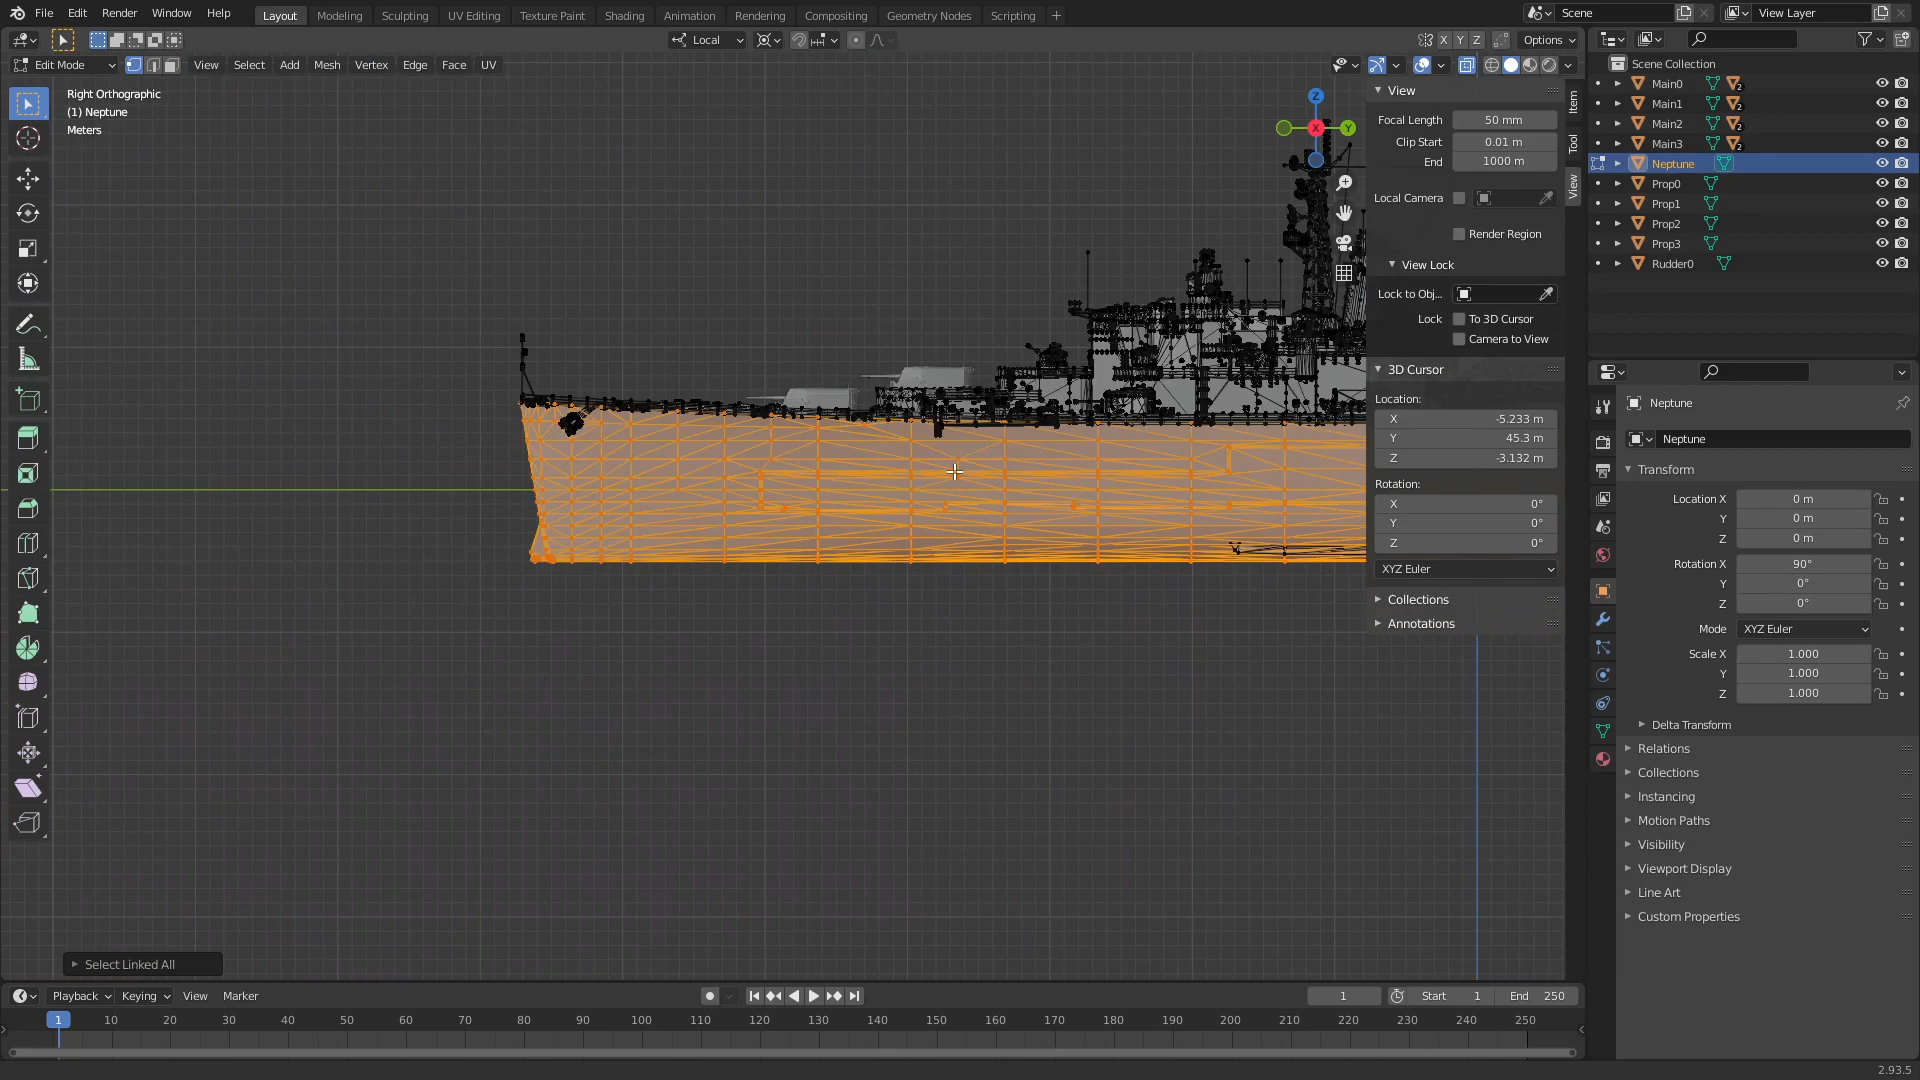 File Edit Render Window Help Layout Modeling Sculpting UV Editing Texture Paint Shading Animation Rendering Compositing Geometry Nodes Scripting + Scene View Layer
Local X Y Z Options
Edit Mode View Select Add Mesh Vertex Edge Face UV
Right Orthographic
(1) Neptune
Meters
Z
X
Y
View
Focal Length 50 mm
Clip Start 0.01 m
End 1000 m
Local Camera
Render Region
View Lock
Lock to Obj...
Lock To 3D Cursor
Camera to View
3D Cursor
Location:
X -5.233 m
Y 45.3 m
Z -3.132 m
Rotation:
X 0°
Y 0°
Z 0°
XYZ Euler
Collections
Annotations
Item
Tool
View
Scene Collection
Main0 2
Main1 2
Main2 2
Main3 2
Neptune
Prop0
Prop1
Prop2
Prop3
Rudder0
Neptune
Neptune
Transform
Location X 0 m
Y 0 m
Z 0 m
Rotation X 90°
Y 0°
Z 0°
Mode XYZ Euler
Scale X 1.000
Y 1.000
Z 1.000
Delta Transform
Relations
Collections
Instancing
Motion Paths
Visibility
Viewport Display
Line Art
Custom Properties
Select Linked All
Playback Keying View Marker 1 Start 1 End 250
1 10 20 30 40 50 60 70 80 90 100 110 120 130 140 150 160 170 180 190 200 210 220 230 240 250
2.93.5